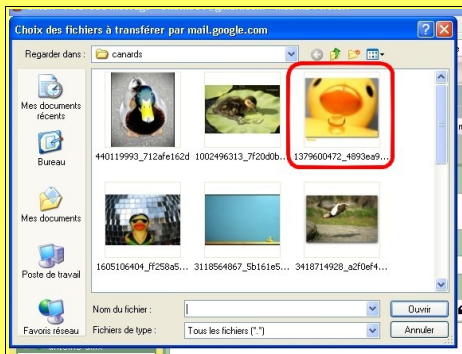 Choix des fichiers à transférer par mail.google.com
Regarder dans :
canards
Mes documents
récents
Bureau
Mes documents
Poste de travail
Favoris réseau
440119993_712afe162d
1002496313_7f20d0b...
1379600472_4893ea9...
1605106404_ff258a5...
3118564867_5b161e5...
3418714928_a2f0ef4...
Nom du fichier :
Ouvrir
Fichiers de type :
Tous les fichiers (*.*)
Annuler